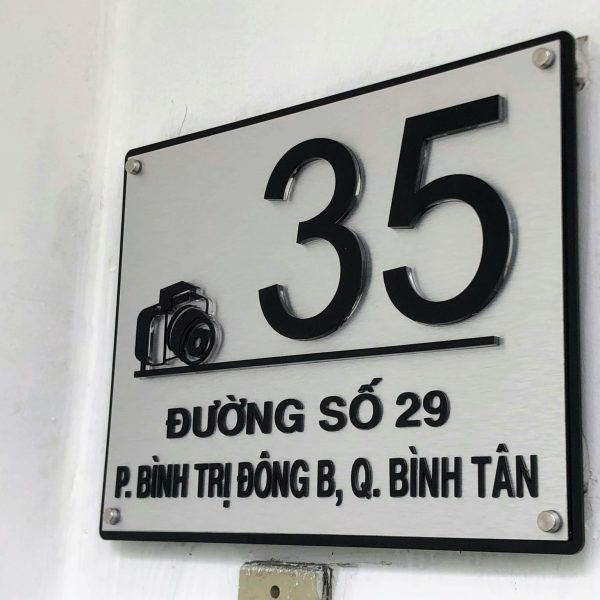 35
ĐƯỜNG SỐ 29
P. BÌNH TRỊ ĐÔNG B, Q. BÌNH TÂN